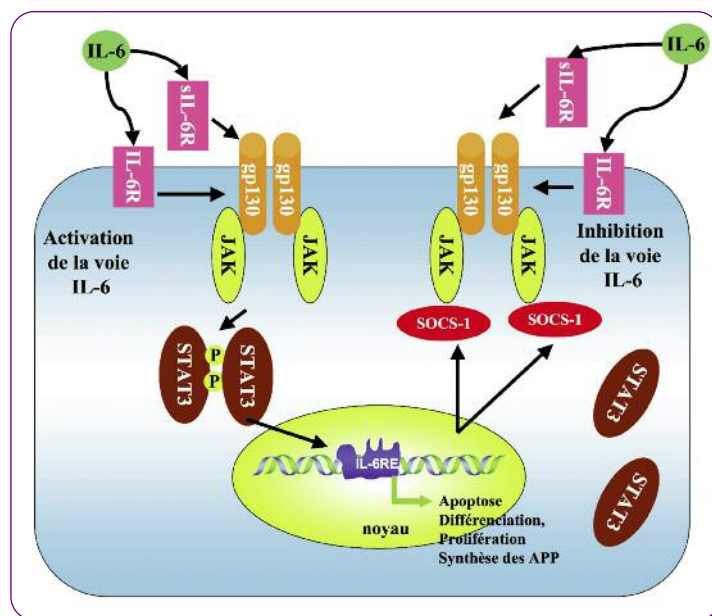 IL-6
sIL-6R
IL-6R
gp130
gp130
JAK
JAK
Activation
de la voie
IL-6
STAT3
P
P
STAT3
IL-6
sIL-6R
IL-6R
gp130
gp130
JAK
JAK
Inhibition
de la voie
IL-6
SOCS-1
SOCS-1
STAT3
STAT3
IL-6RE
noyau
Apoptose
Différenciation,
Prolifération
Synthèse des APP